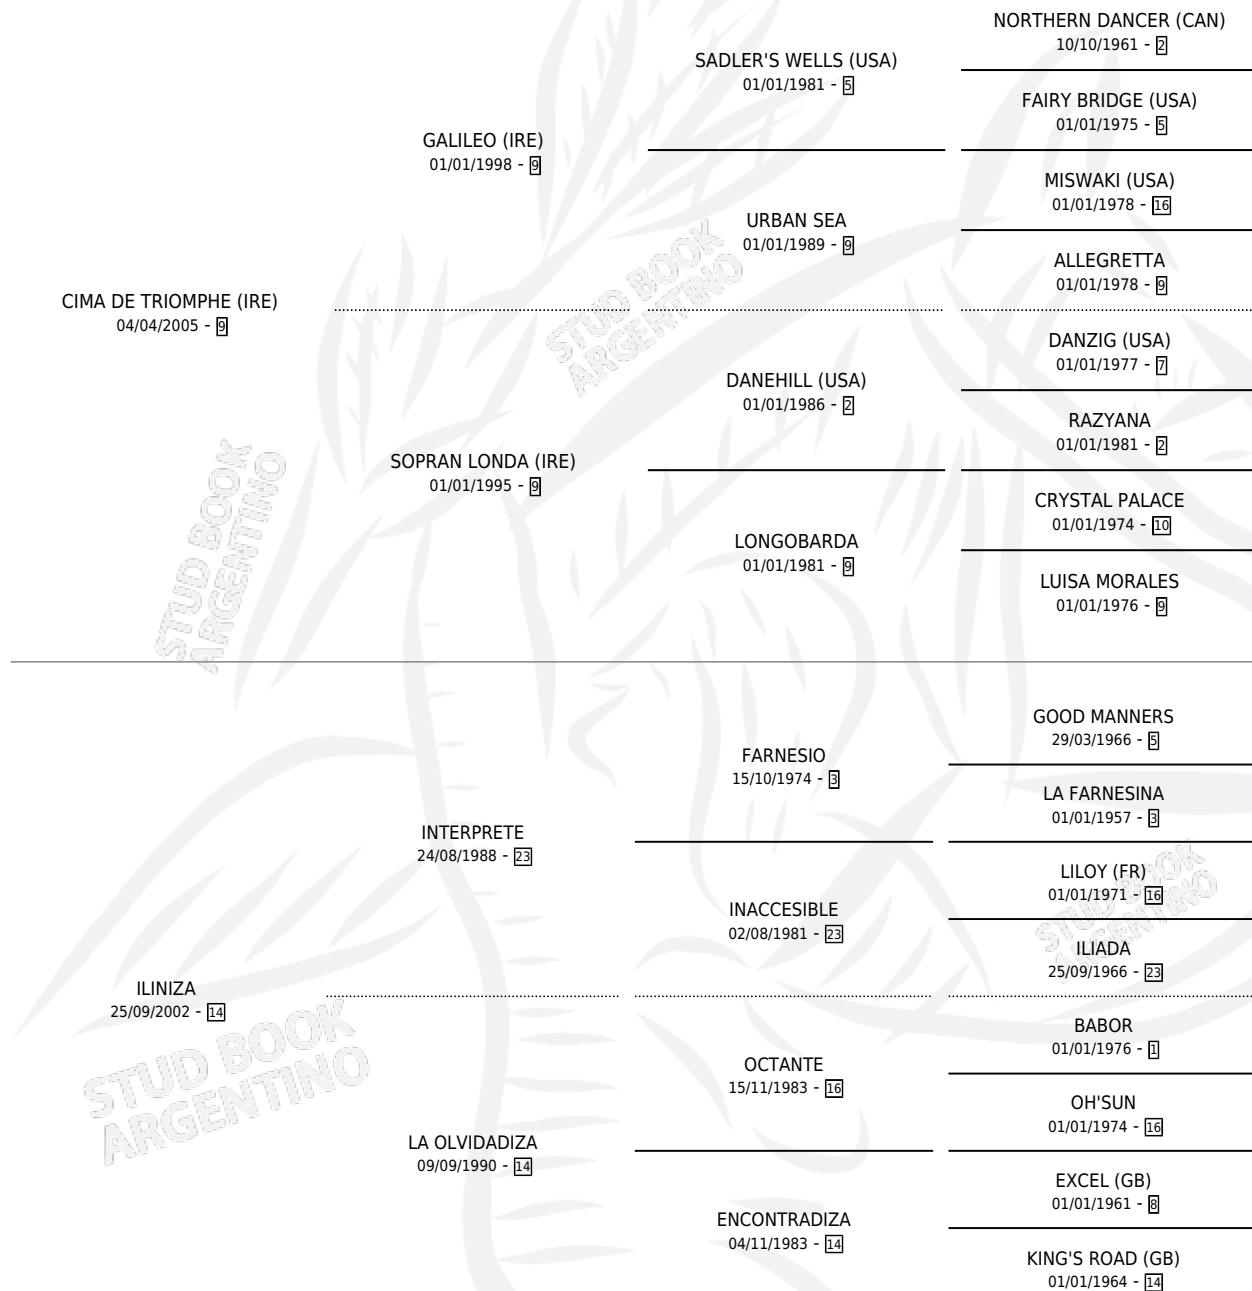 CIMA DE TRIOMPHE (IRE)
04/04/2005 - 9
GALILEO (IRE)
01/01/1998 - 9
SOPRAN LONDA (IRE)
01/01/1995 - 9
SADLER'S WELLS (USA)
01/01/1981 - 5
URBAN SEA
01/01/1989 - 9
DANEHILL (USA)
01/01/1986 - 2
LONGOBARDA
01/01/1981 - 9
NORTHERN DANCER (CAN)
10/10/1961 - 2
FAIRY BRIDGE (USA)
01/01/1975 - 5
MISWAKI (USA)
01/01/1978 - 16
ALLEGRETTA
01/01/1978 - 9
DANZIG (USA)
01/01/1977 - 7
RAZYANA
01/01/1981 - 2
CRYSTAL PALACE
01/01/1974 - 10
LUISA MORALES
01/01/1976 - 9
ILINIZA
25/09/2002 - 14
INTERPRETE
24/08/1988 - 23
LA OLVIDADIZA
09/09/1990 - 14
FARNESIO
15/10/1974 - 3
INACCESIBLE
02/08/1981 - 23
OCTANTE
15/11/1983 - 16
ENCONTRADIZA
04/11/1983 - 14
GOOD MANNERS
29/03/1966 - 5
LA FARNESINA
01/01/1957 - 3
LILOY (FR)
01/01/1971 - 16
ILIADA
25/09/1966 - 23
BABOR
01/01/1976 - 1
OH'SUN
01/01/1974 - 16
EXCEL (GB)
01/01/1961 - 8
KING'S ROAD (GB)
01/01/1964 - 14
STUD BOOK
ARGENTINO
STUD BOOK
ARGENTINO
STUD BOOK
ARGENTINO
STUD BOOK
ARGENTINO